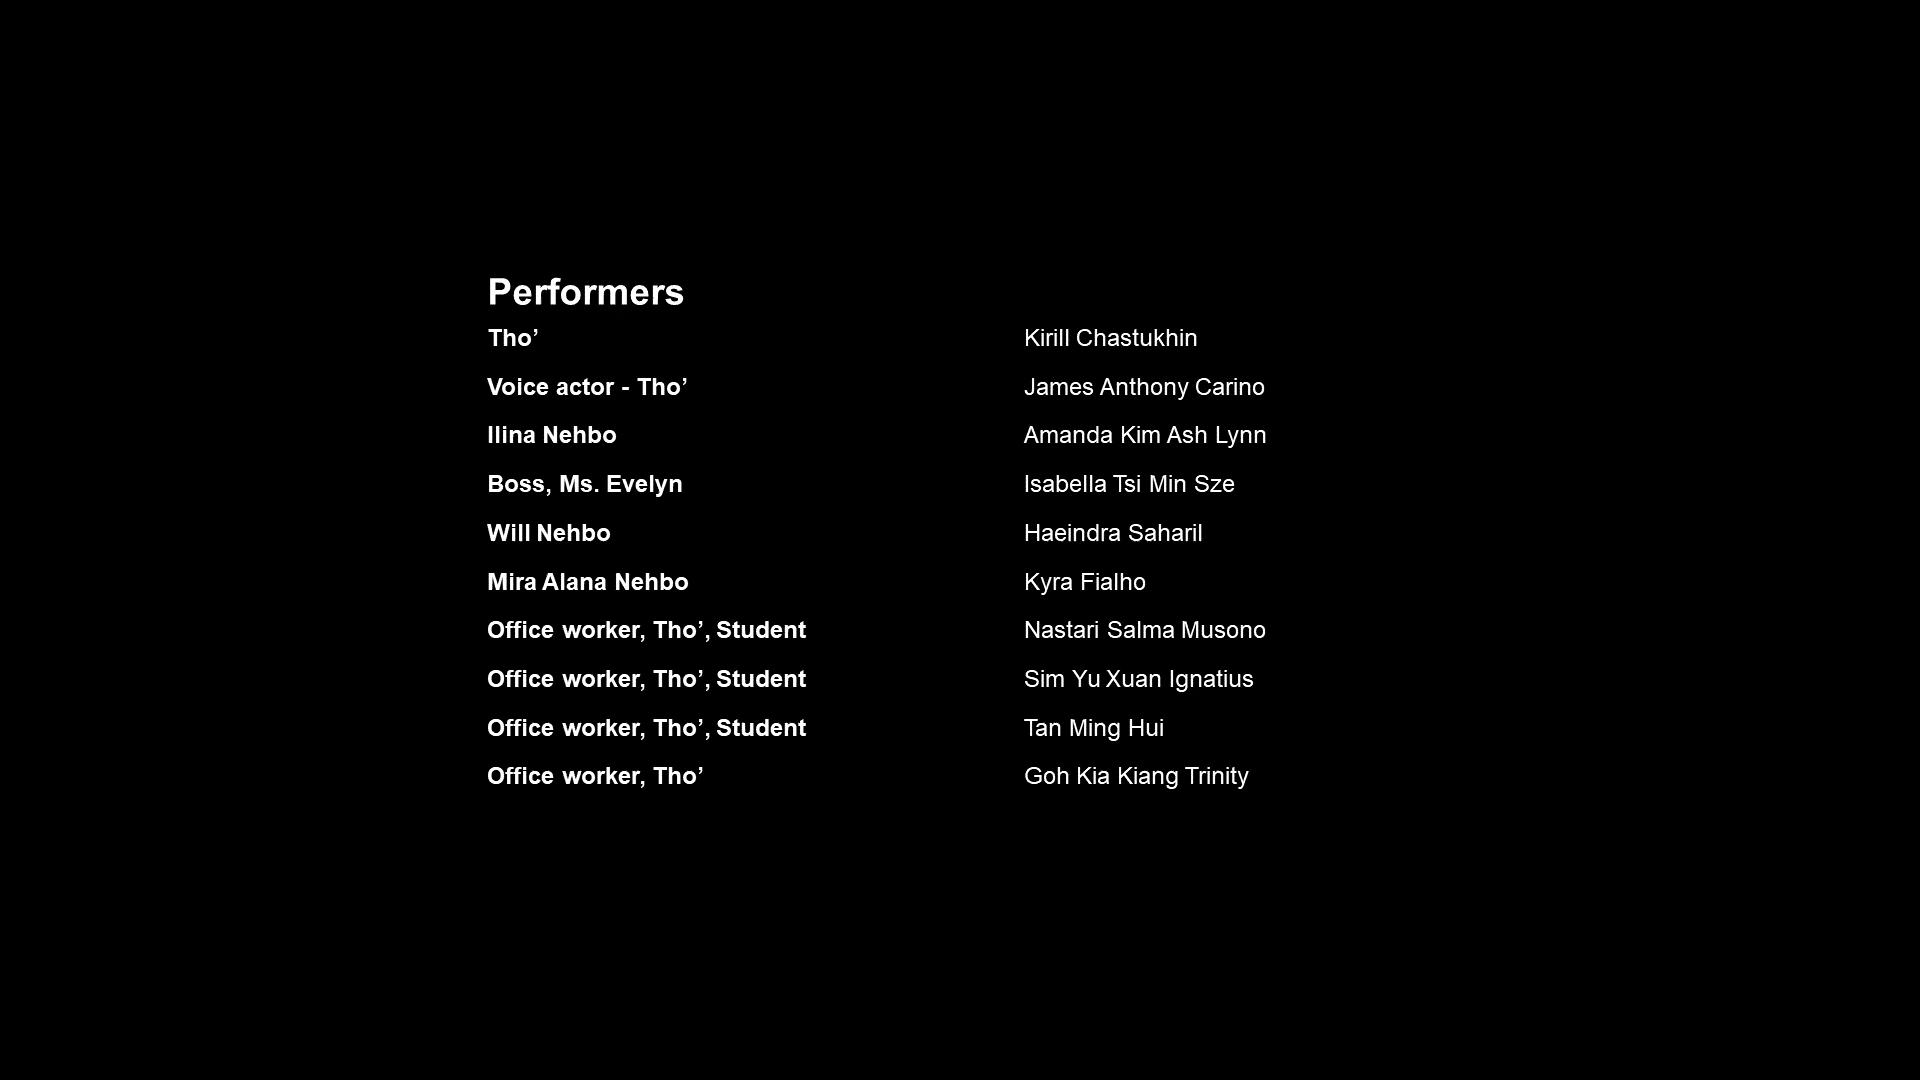 Performers
Tho’ Kirill Chastukhin
Voice actor - Tho’ James Anthony Carino
Ilina Nehbo Amanda Kim Ash Lynn
Boss, Ms. Evelyn Isabella Tsi Min Sze
Will Nehbo Haeindra Saharil
Mira Alana Nehbo Kyra Fialho
Office worker, Tho’, Student Nastari Salma Musono
Office worker, Tho’, Student Sim Yu Xuan Ignatius
Office worker, Tho’, Student Tan Ming Hui
Office worker, Tho’ Goh Kia Kiang Trinity